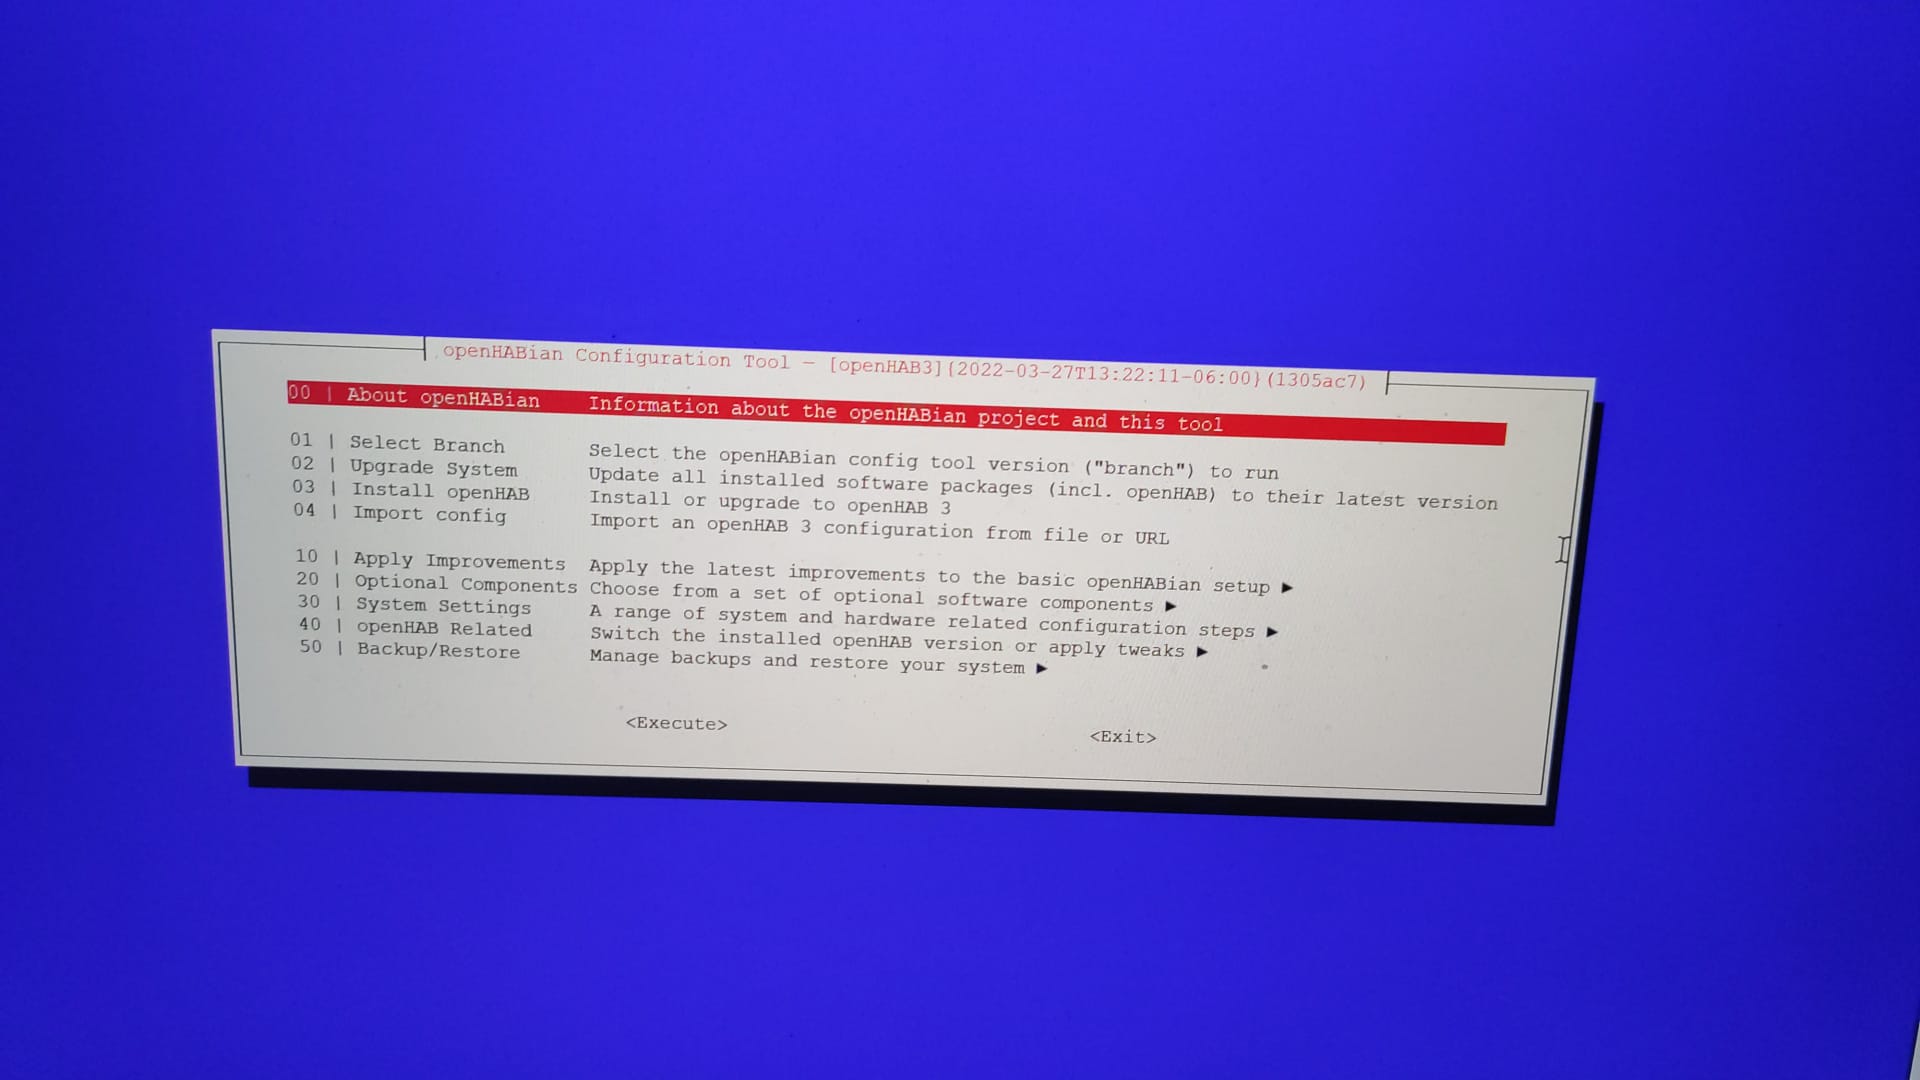 openHABian Configuration Tool — [openHAB3]{2022-03-27T13:22:11-06:00}(1305ac7)
00 | About openHABian Information about the openHABian project and this tool
01 | Select Branch Select the openHABian config tool version ("branch") to run
02 | Upgrade System Update all installed software packages (incl. openHAB) to their latest version
03 | Install openHAB Install or upgrade to openHAB 3
04 | Import config Import an openHAB 3 configuration from file or URL
10 | Apply Improvements Apply the latest improvements to the basic openHABian setup ►
20 | Optional Components Choose from a set of optional software components ►
30 | System Settings A range of system and hardware related configuration steps ►
40 | openHAB Related Switch the installed openHAB version or apply tweaks ►
50 | Backup/Restore Manage backups and restore your system ►
<Execute> <Exit>